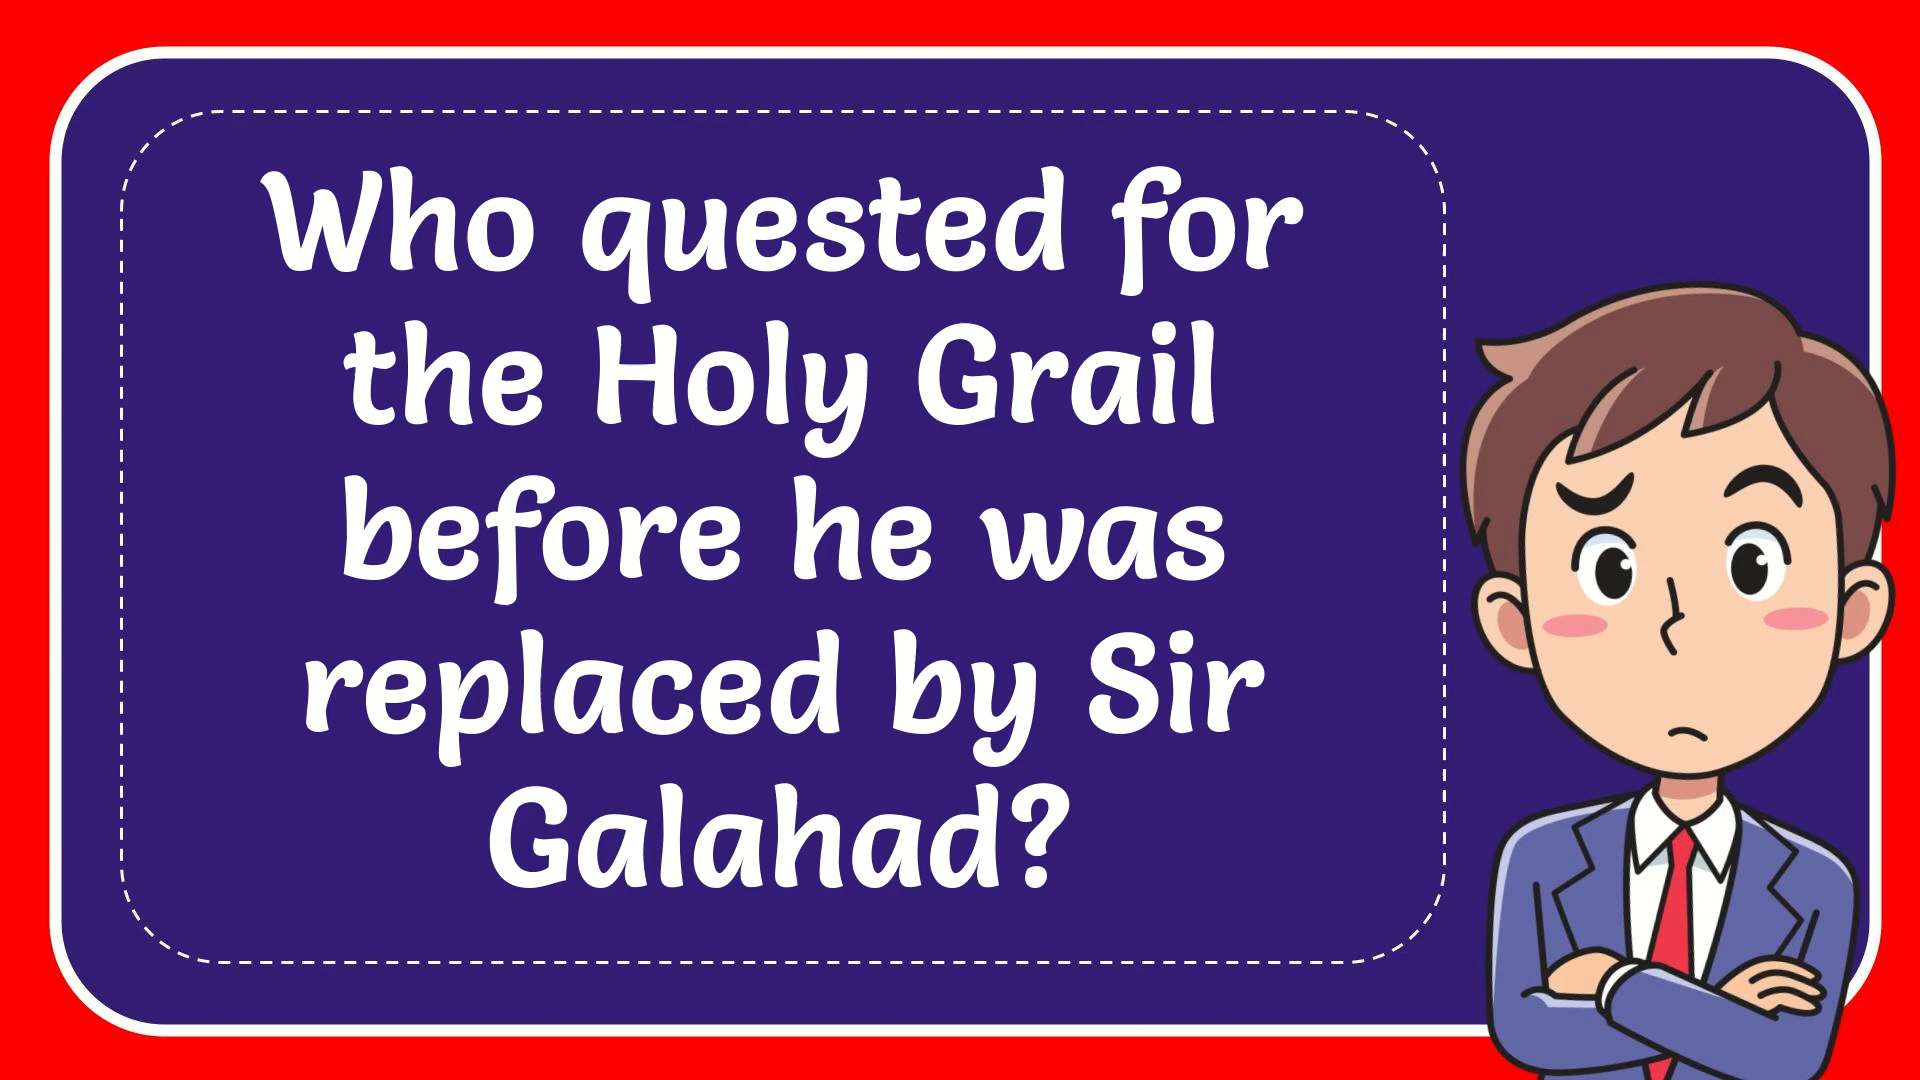 Who quested for
the Holy Grail
before he was
replaced by Sir
Galahad?